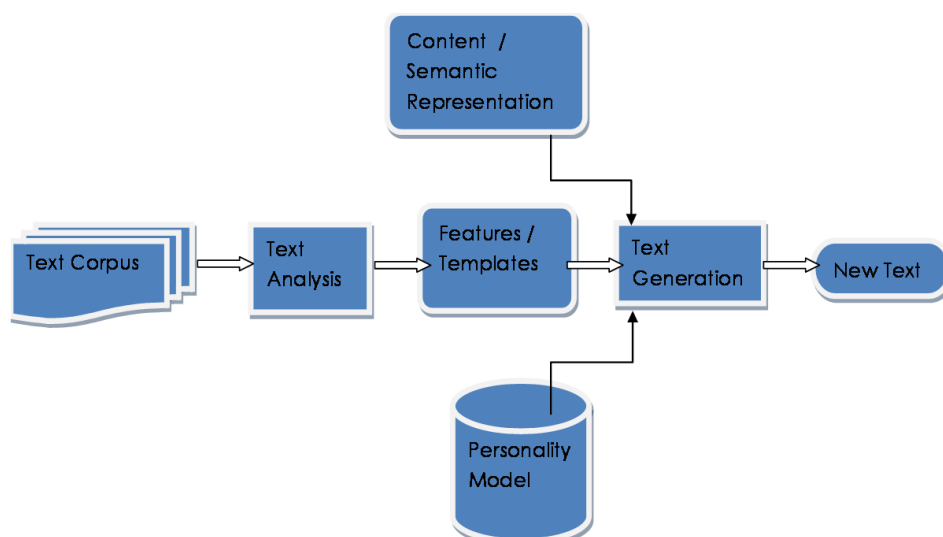 Content /
Semantic
Representation
Text Corpus
Text
Analysis
Features /
Templates
Text
Generation
New Text
Personality
Model